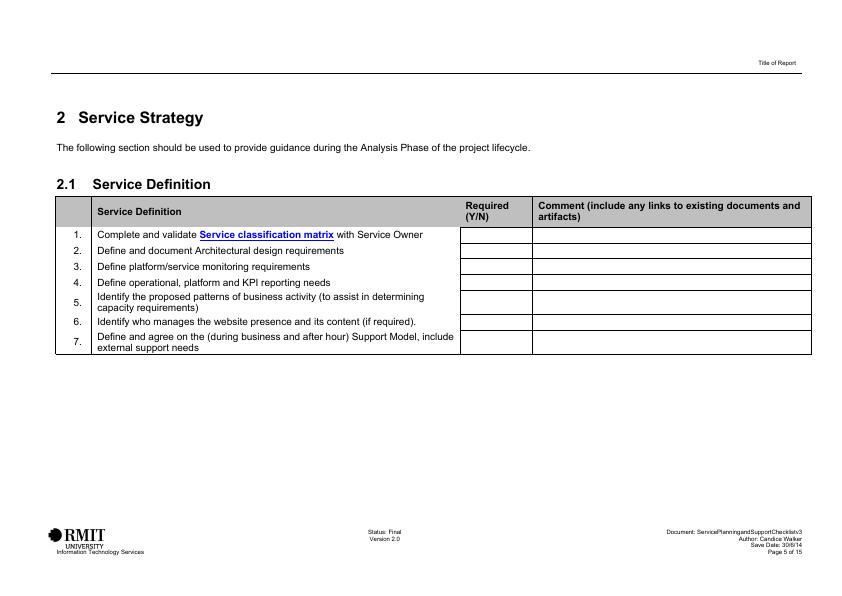 Title of Report
2 Service Strategy
The following section should be used to provide guidance during the Analysis Phase of the project lifecycle.
2.1 Service Definition
Service Definition
Required
(Y/N)
Comment (include any links to existing documents and
artifacts)
1. Complete and validate Service classification matrix with Service Owner
2. Define and document Architectural design requirements
3. Define platform/service monitoring requirements
4. Define operational, platform and KPI reporting needs
5. Identify the proposed patterns of business activity (to assist in determining
capacity requirements)
6. Identify who manages the website presence and its content (if required).
7. Define and agree on the (during business and after hour) Support Model, include
external support needs
RMIT
UNIVERSITY
Information Technology Services
Status: Final
Version 2.0
Document: ServicePlanningandSupportChecklistv3
Author: Candice Walker
Save Date: 30/6/14
Page 5 of 15